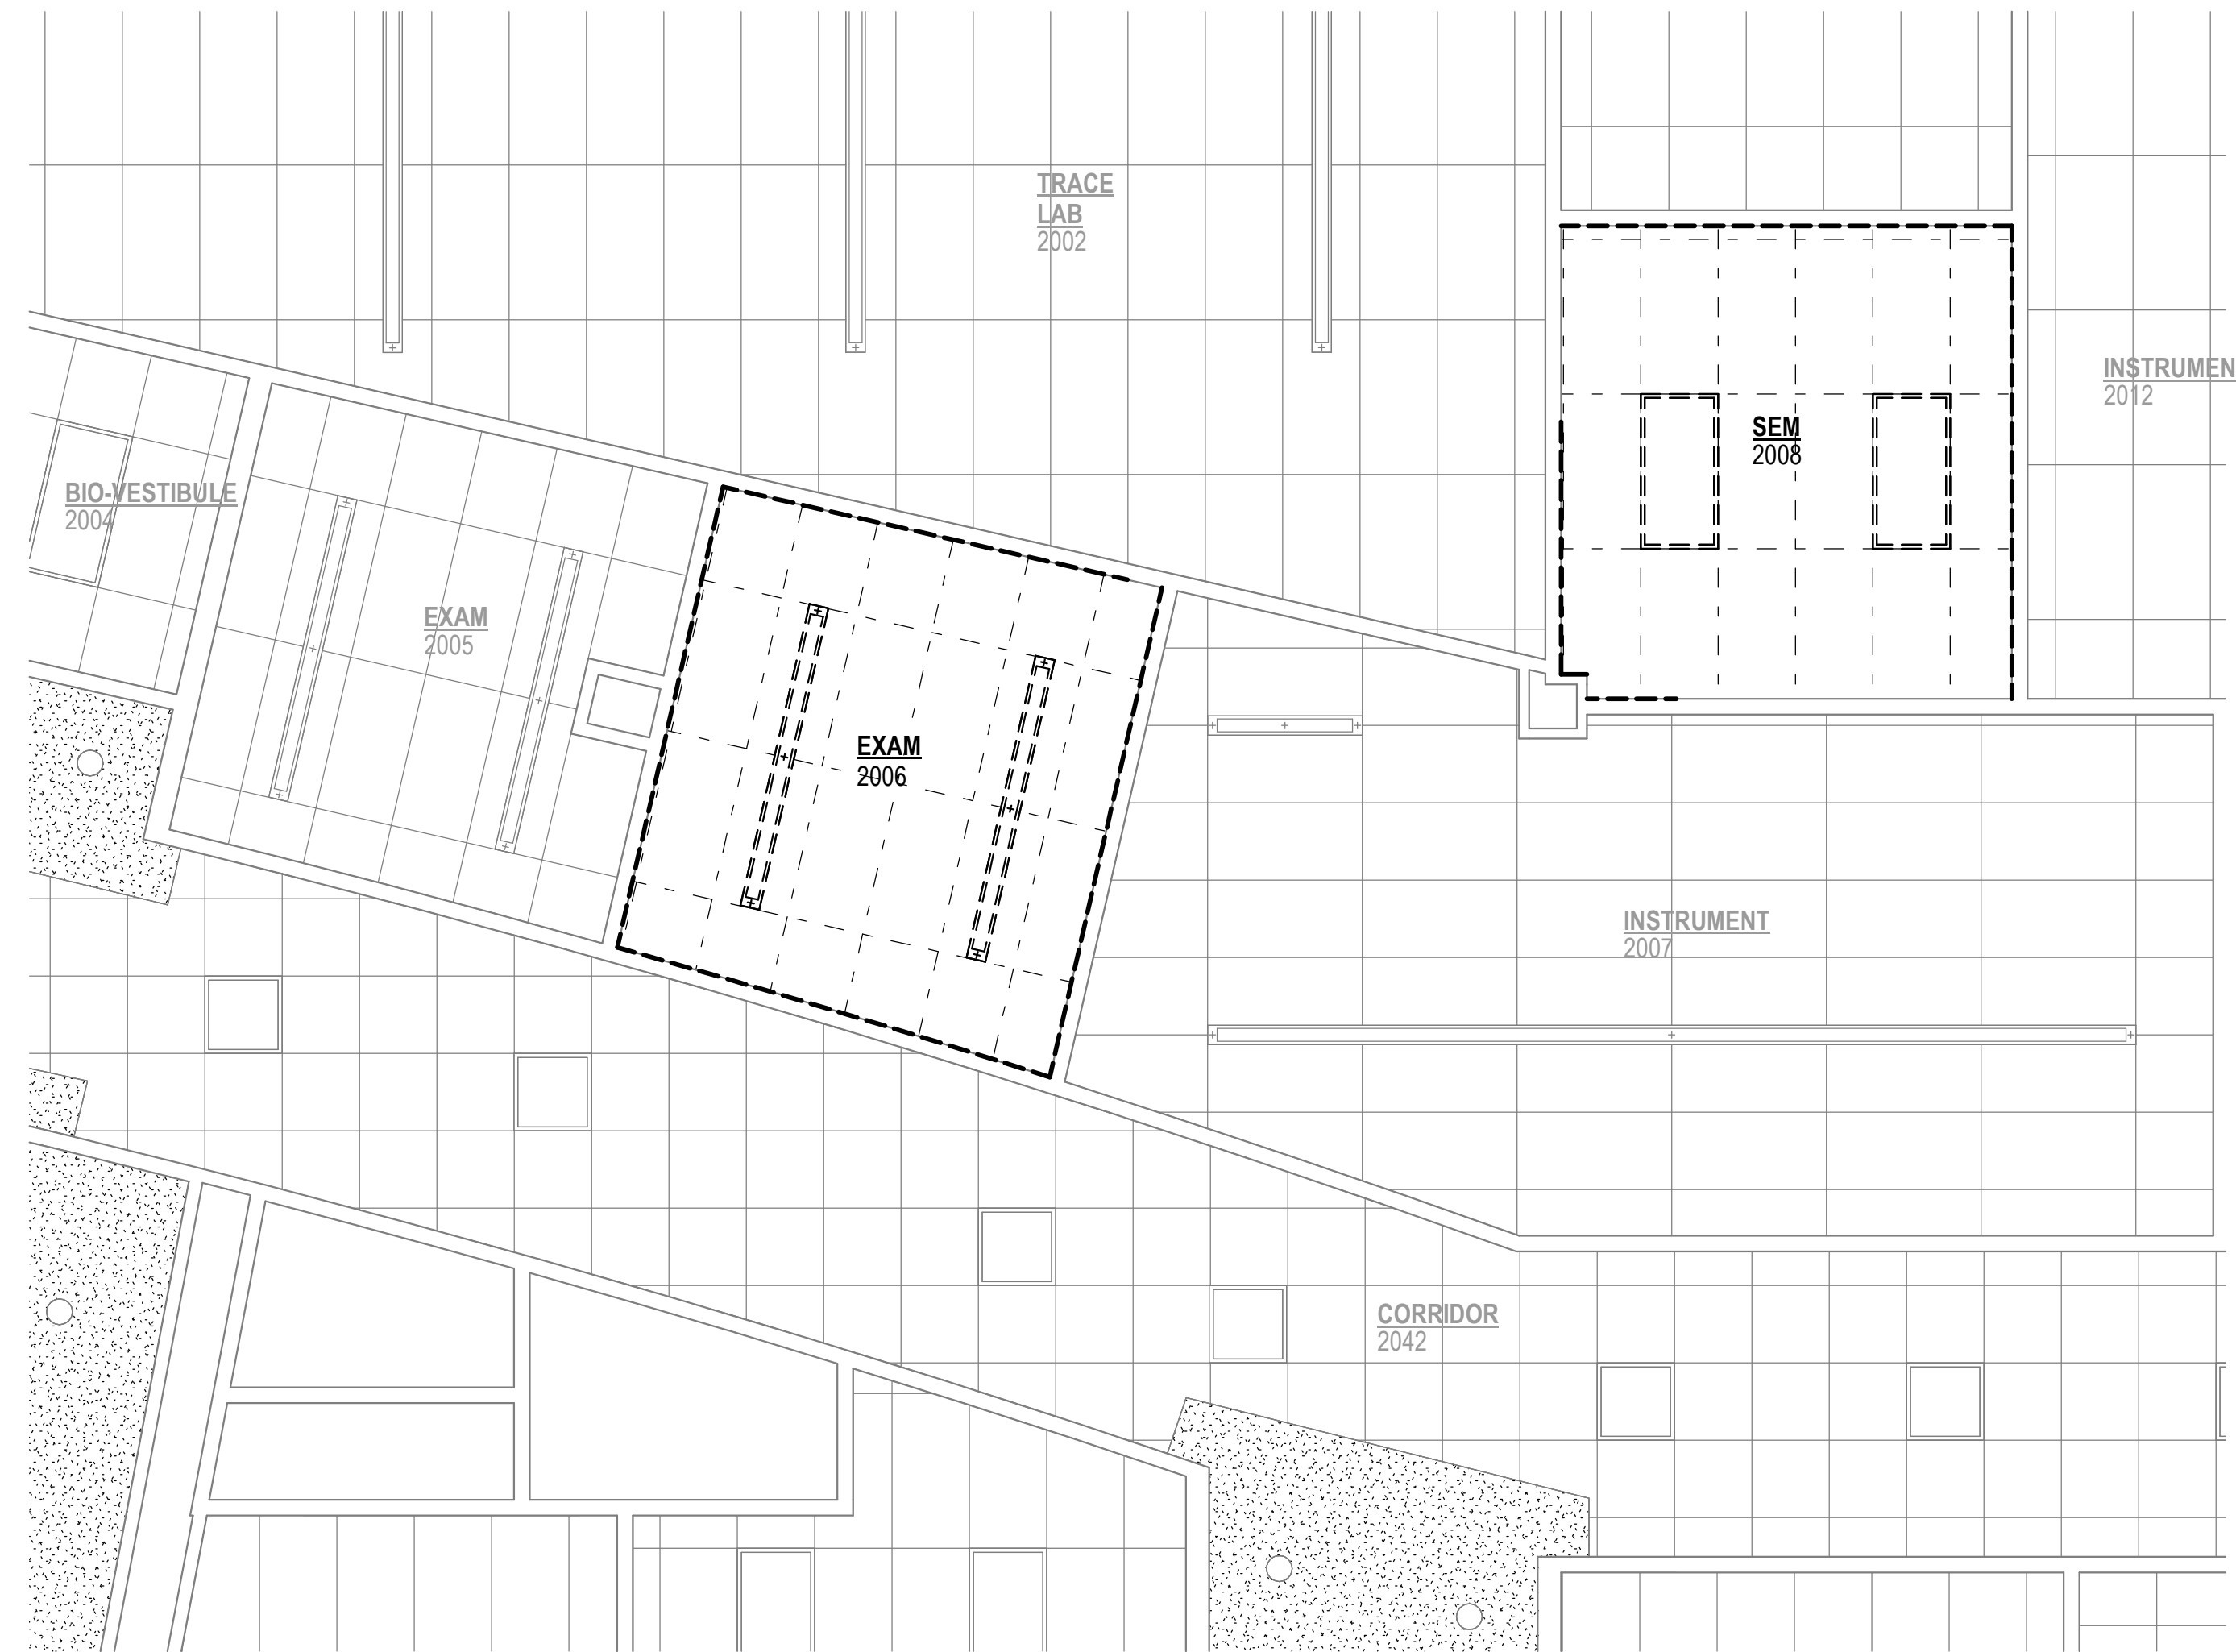 TRACE
LAB
2002
INSTRUMEN
2012
SEM
2008
BIO-VESTIBULE
2004
EXAM
2005
EXAM
2006
INSTRUMENT
2007
CORRIDOR
2042